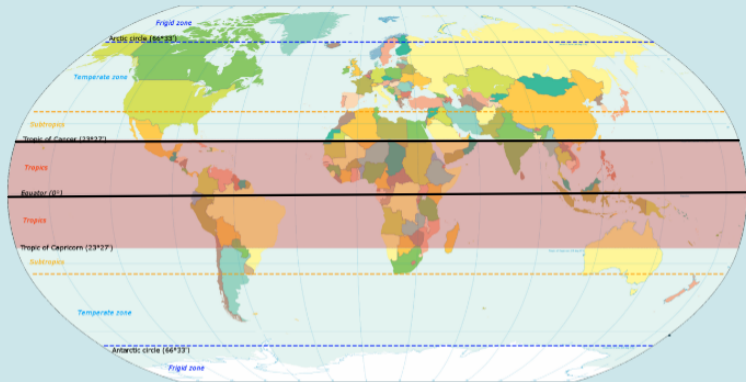 Frigid zone
Arctic circle (66°33')
Temperate zone
Subtropics
Tropic of Cancer (23°27')
Tropics
Equator (0°)
Tropics
Tropic of Capricorn (23°27')
Subtropics
Temperate zone
Antarctic circle (66°33')
Frigid zone